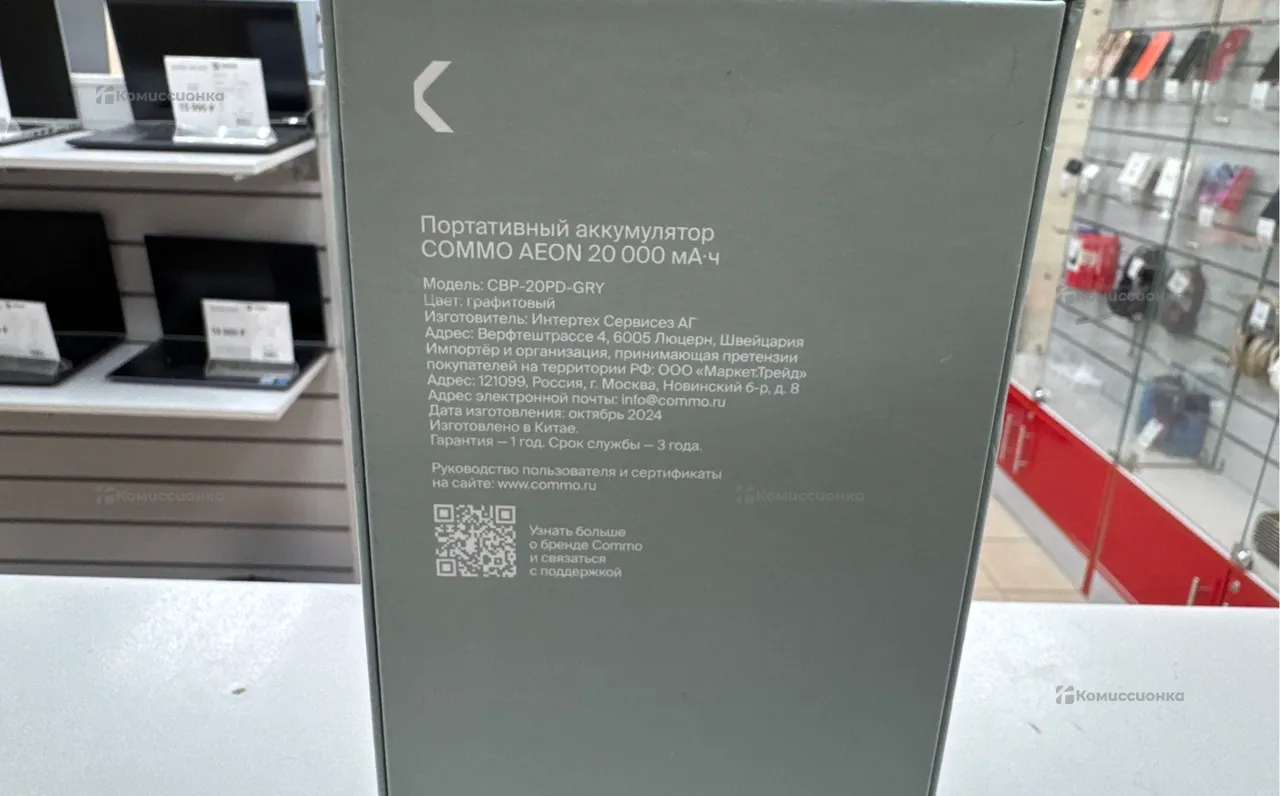 Комиссионка
Портативный аккумулятор
COMMO AEON 20 000 мА·ч
Модель: CBP-20PD-GRY
Цвет: графитовый
Изготовитель: Интертех Сервисез АГ
Адрес: Верфтештрассе 4, 6005 Люцерн, Швейцария
Импортёр и организация, принимающая претензии
покупателей на территории РФ: ООО «Маркет.Трейд»
Адрес: 121099, Россия, г. Москва, Новинский б-р, д. 8
Адрес электронной почты: info@commo.ru
Дата изготовления: октябрь 2024
Изготовлено в Китае.
Гарантия — 1 год. Срок службы — 3 года.
Руководство пользователя и сертификаты
на сайте: www.commo.ru
Узнать больше
о бренде Commo
и связаться
с поддержкой
Комиссионка
Комиссионка
Комиссионка
Комиссионка